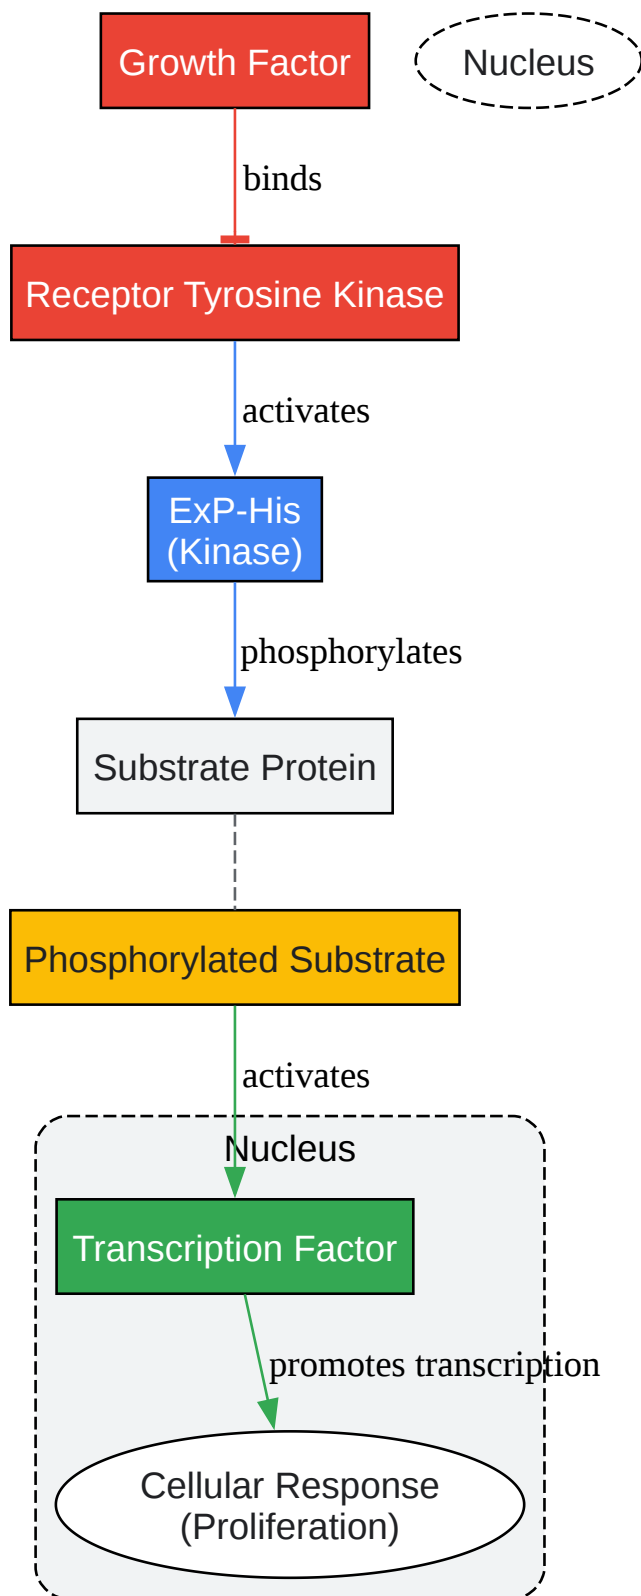 Growth Factor
Nucleus
binds
Receptor Tyrosine Kinase
activates
ExP-His
(Kinase)
phosphorylates
Substrate Protein
Phosphorylated Substrate
activates
Nucleus
Transcription Factor
promotes transcription
Cellular Response
(Proliferation)